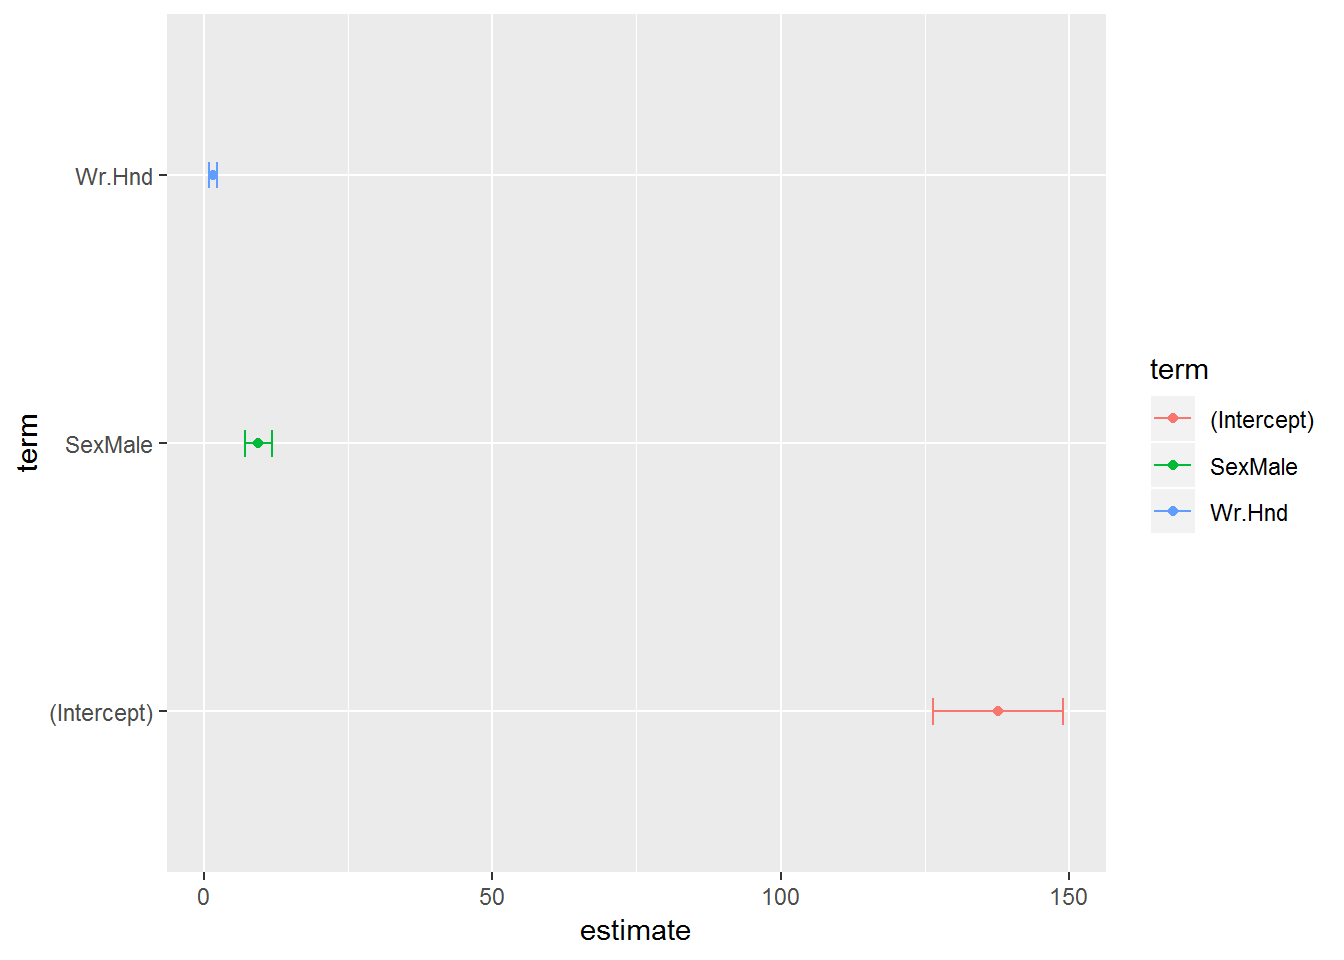 Wr.Hnd
SexMale
(Intercept)
term
0
50
100
150
estimate
term
(Intercept)
SexMale
Wr.Hnd